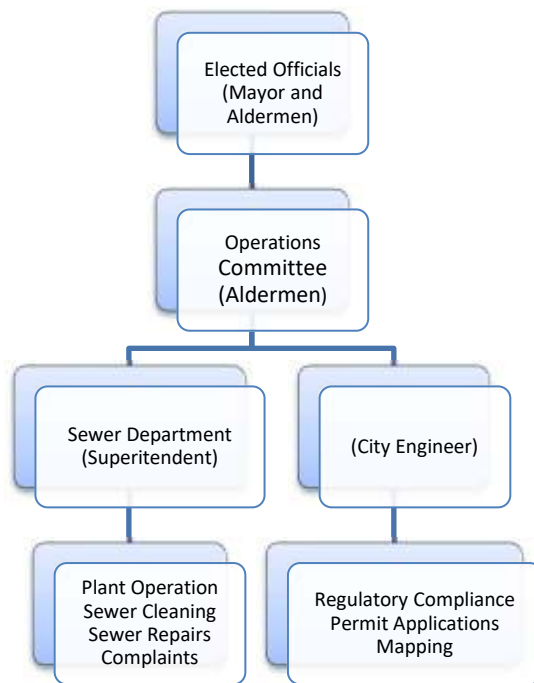 Elected Officials
(Mayor and
Aldermen)
Operations
Committee
(Aldermen)
Sewer Department
(Superitendent)
(City Engineer)
Plant Operation
Sewer Cleaning
Sewer Repairs
Complaints
Regulatory Compliance
Permit Applications
Mapping